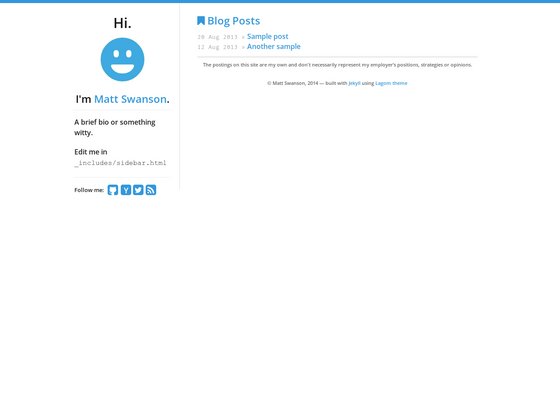 Hi.
I'm Matt Swanson.
A brief bio or something
witty.
Edit me in
_includes/sidebar.html
Follow me:
Blog Posts
20 Aug 2013 » Sample post
12 Aug 2013 » Another sample
The postings on this site are my own and don't necessarily represent my employer's positions, strategies or opinions.
© Matt Swanson, 2014 — built with Jekyll using Lagom theme